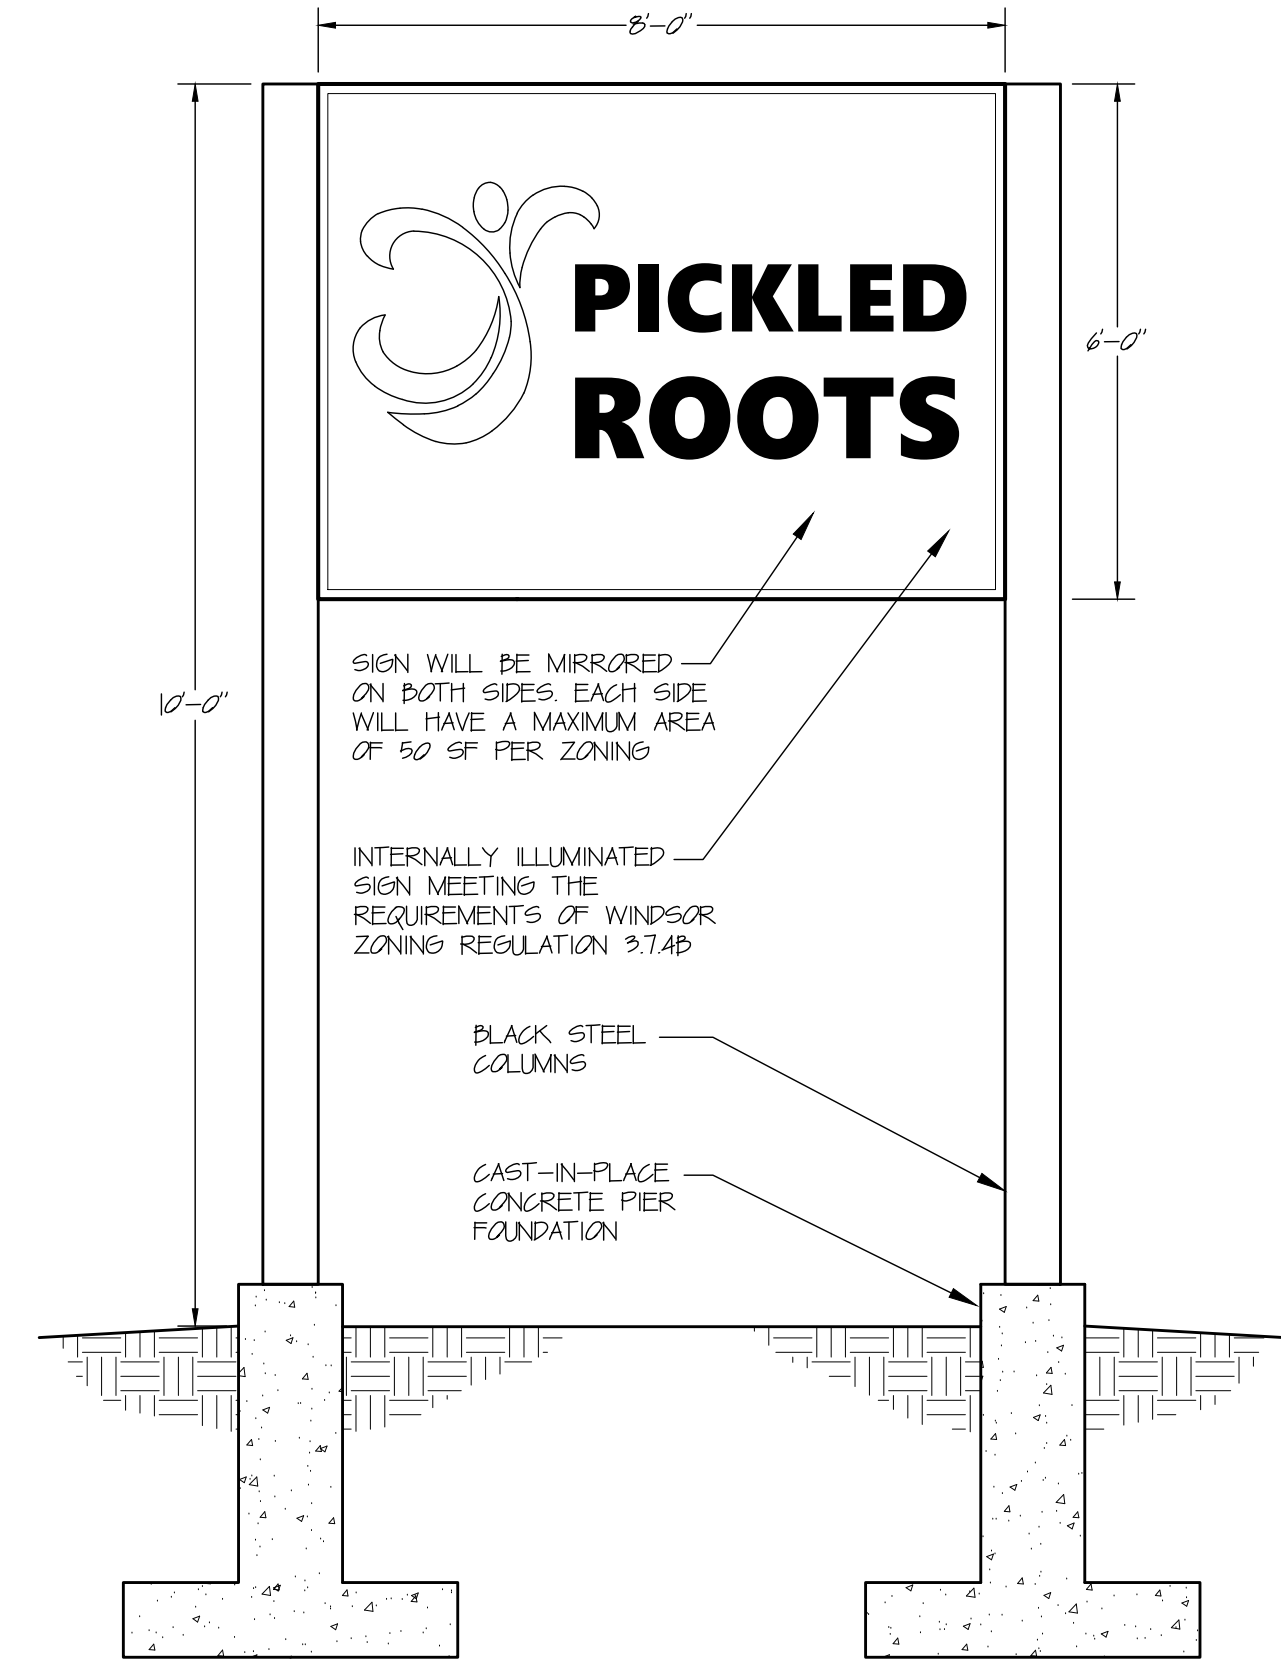 8'-0"
PICKLED
ROOTS
6'-0"
10'-0"
SIGN WILL BE MIRRORED
ON BOTH SIDES. EACH SIDE
WILL HAVE A MAXIMUM AREA
OF 50 SF PER ZONING
INTERNALLY ILLUMINATED
SIGN MEETING THE
REQUIREMENTS OF WINDSOR
ZONING REGULATION 3.7.4B
BLACK STEEL
COLUMNS
CAST-IN-PLACE
CONCRETE PIER
FOUNDATION